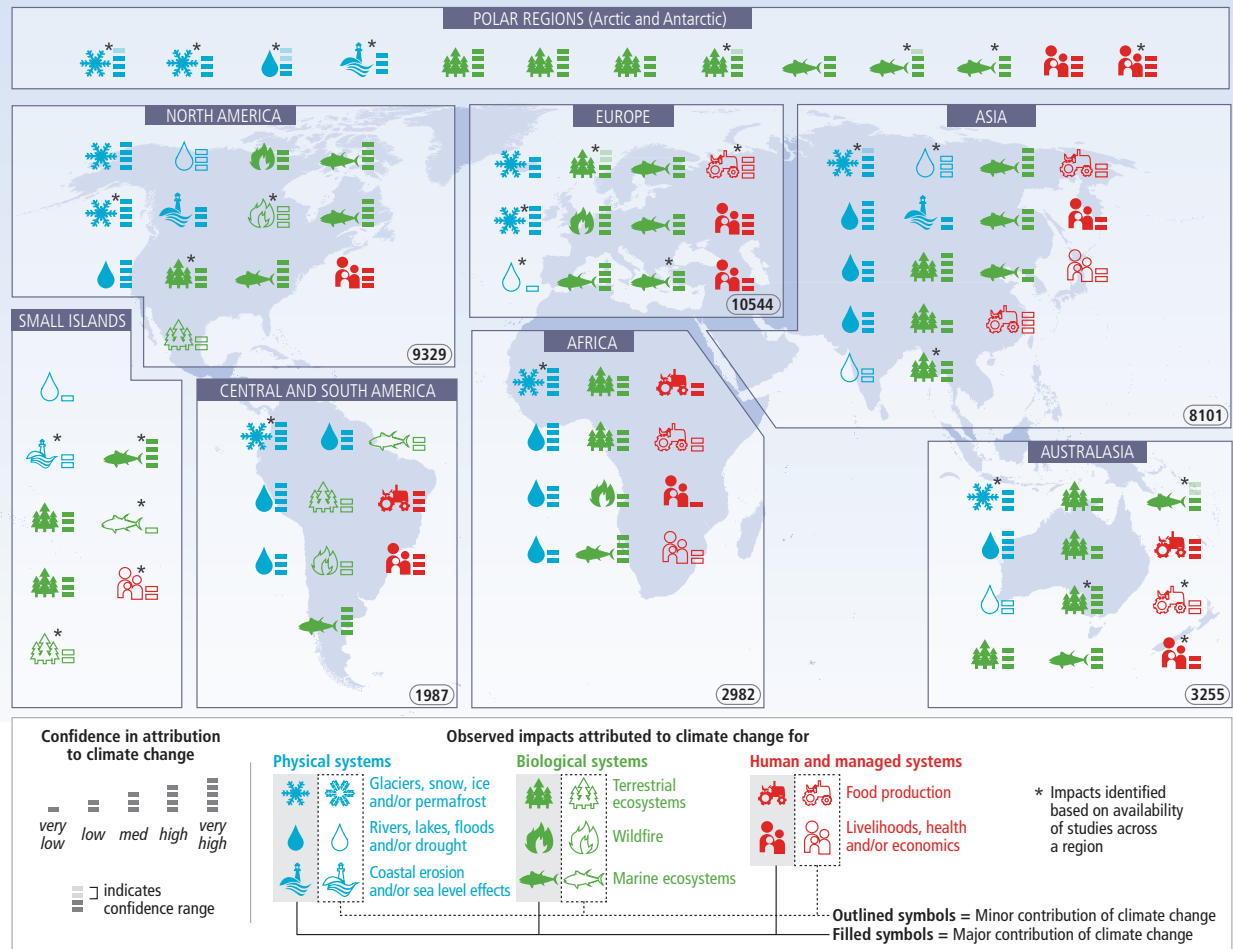 POLAR REGIONS (Arctic and Antarctic)
*
*
*
*
*
*
*
*
NORTH AMERICA
*
*
*
9329
EUROPE
*
*
*
*
*
10544
ASIA
*
*
*
*
8101
SMALL ISLANDS
*
*
*
*
*
CENTRAL AND SOUTH AMERICA
*
1987
AFRICA
*
2982
AUSTRALASIA
*
*
*
*
*
3255
Confidence in attribution
to climate change
very
low
low
med
high
very
high
indicates
confidence range
Observed impacts attributed to climate change for
Physical systems
Glaciers, snow, ice
and/or permafrost
Rivers, lakes, floods
and/or drought
Coastal erosion
and/or sea level effects
Biological systems
Terrestrial
ecosystems
Wildfire
Marine ecosystems
Human and managed systems
Food production
Livelihoods, health
and/or economics
* Impacts identified
based on availability
of studies across
a region
Outlined symbols = Minor contribution of climate change
Filled symbols = Major contribution of climate change